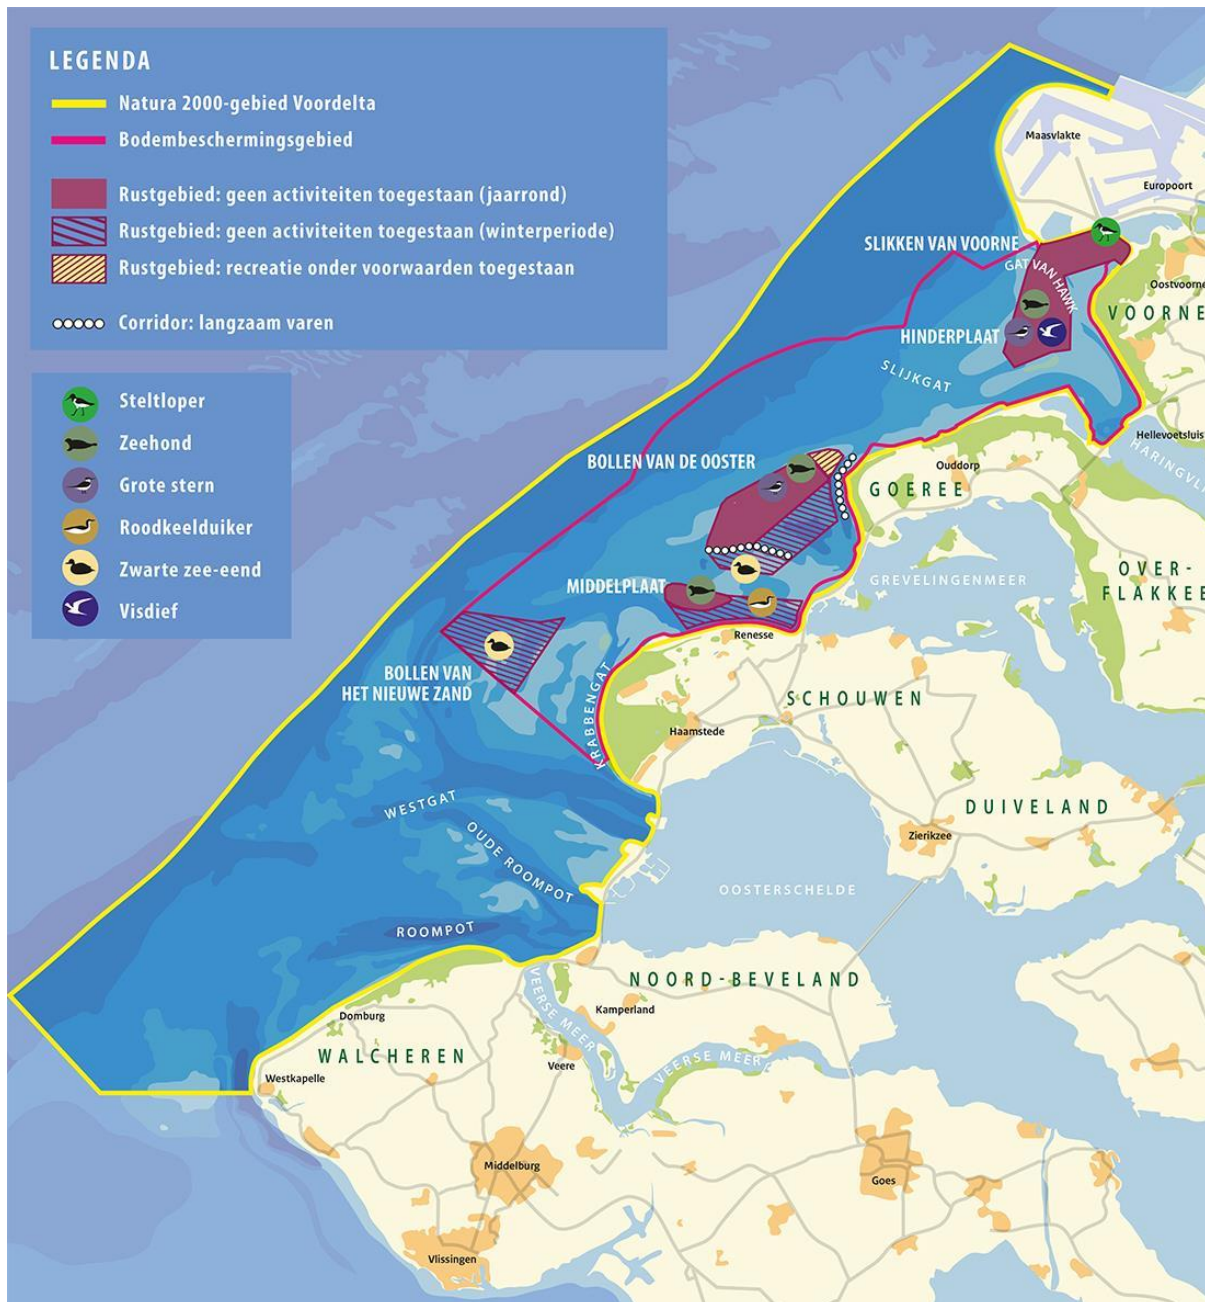 LEGENDA
Natura 2000-gebied Voordelta
Bodembeschermingsgebied
Rustgebied: geen activiteiten toegestaan (jaarrond)
Rustgebied: geen activiteiten toegestaan (winterperiode)
Rustgebied: recreatie onder voorwaarden toegestaan
Corridor: langzaam varen
Steltloper
Zeehond
Grote stern
Roodkeelduiker
Zwarte zee-eend
Visdief
Maasvlakte
Europoort
SLIKKEN VAN VOORNE
GAT VAN HAWK
Oostvoorne
VOORNE
HINDERPLAAT
SLIJKGAT
Hellevoetsluis
HARINGVLI
BOLLEN VAN DE OOSTER
Ouddorp
GOEREE
GREVELINGENMEER
OVER-
FLAKKEE
MIDDELPLAAT
Renesse
BOLLEN VAN
HET NIEUWE ZAND
KRABBENGAT
SCHOUWEN
Haamstede
WESTGAT
DUIVELAND
Zierikzee
OUDE ROOMPOT
OOSTERSCHELDE
ROOMPOT
NOORD-BEVELAND
VEERSE MEER
Kamperland
Domburg
WALCHEREN
Veere
VEERSE MEER
Westkapelle
Middelburg
Goes
Vlissingen